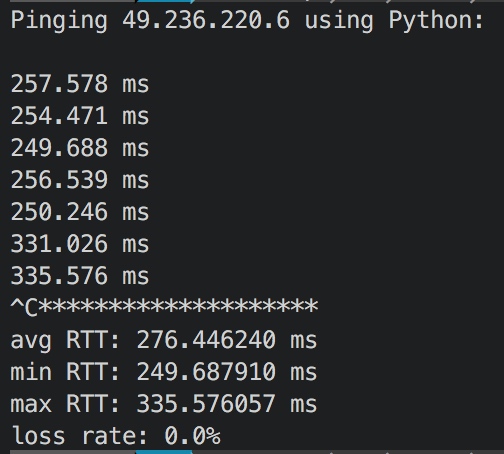 Pinging 49.236.220.6 using Python:
257.578 ms
254.471 ms
249.688 ms
256.539 ms
250.246 ms
331.026 ms
335.576 ms
^C********************
avg RTT: 276.446240 ms
min RTT: 249.687910 ms
max RTT: 335.576057 ms
loss rate: 0.0%